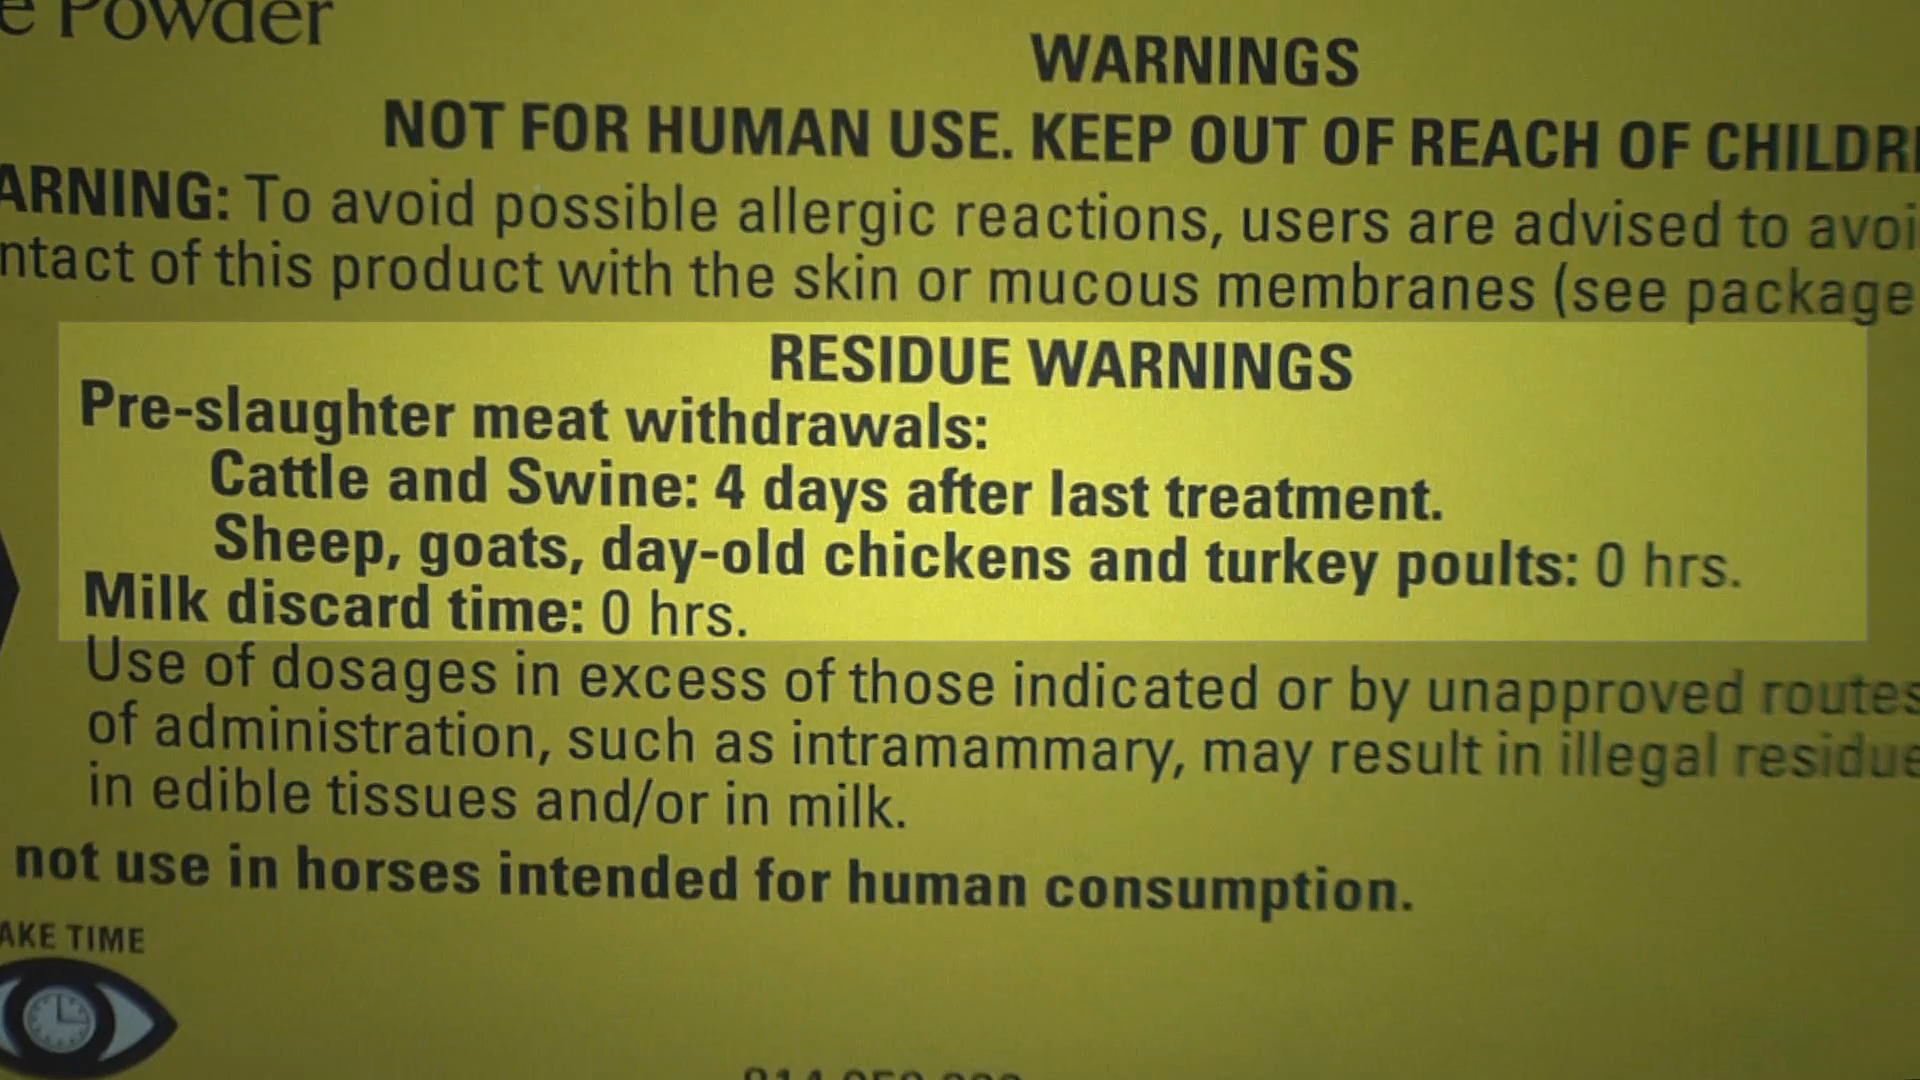 e Powder
WARNINGS
NOT FOR HUMAN USE. KEEP OUT OF REACH OF CHILDRE
ARNING: To avoid possible allergic reactions, users are advised to avoi
ntact of this product with the skin or mucous membranes (see package
RESIDUE WARNINGS
Pre-slaughter meat withdrawals:
Cattle and Swine: 4 days after last treatment.
Sheep, goats, day-old chickens and turkey poults: 0 hrs.
Milk discard time: 0 hrs.
Use of dosages in excess of those indicated or by unapproved routes
of administration, such as intramammary, may result in illegal residue
in edible tissues and/or in milk.
not use in horses intended for human consumption.
AKE TIME